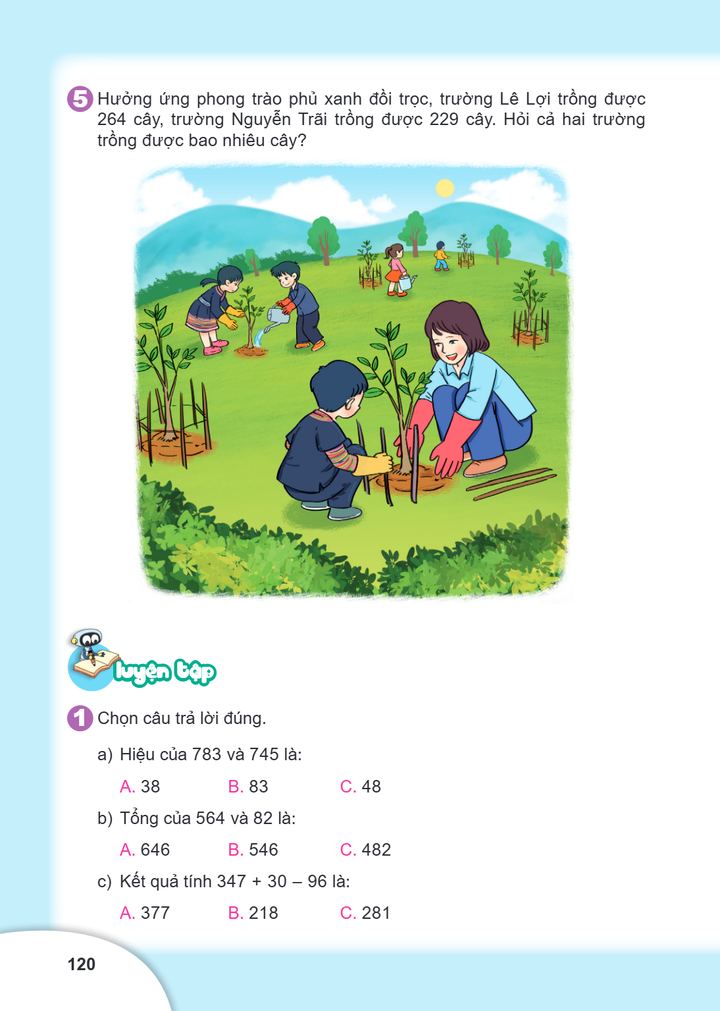 5 Hưởng ứng phong trào phủ xanh đồi trọc, trường Lê Lợi trồng được
264 cây, trường Nguyễn Trãi trồng được 229 cây. Hỏi cả hai trường
trồng được bao nhiêu cây?
luyện tập
1 Chọn câu trả lời đúng.
a) Hiệu của 783 và 745 là:
A. 38 B. 83 C. 48
b) Tổng của 564 và 82 là:
A. 646 B. 546 C. 482
c) Kết quả tính 347 + 30 – 96 là:
A. 377 B. 218 C. 281
120